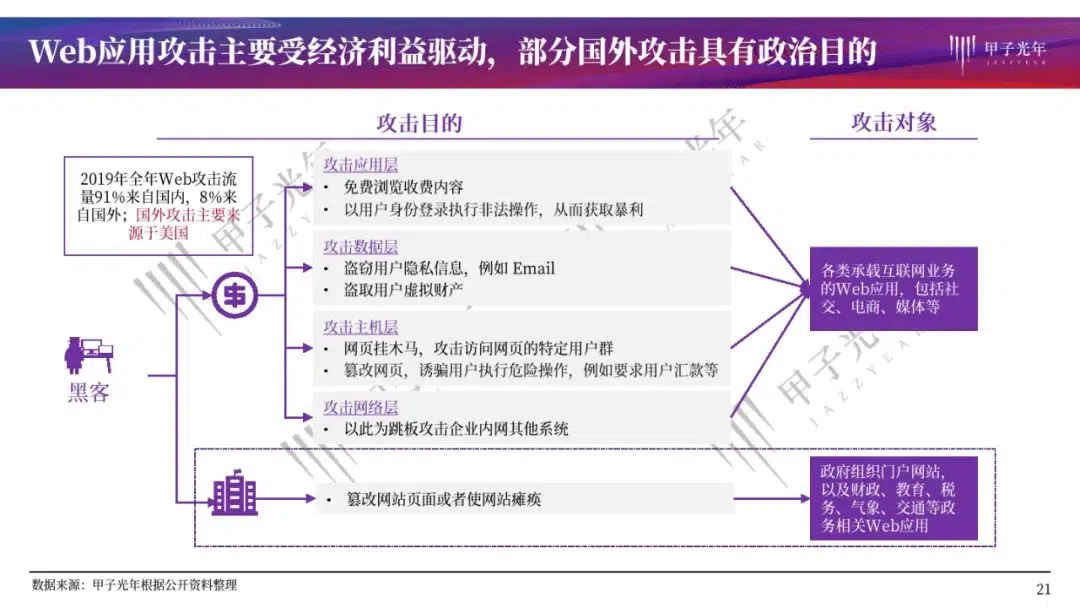 Web应用攻击主要受经济利益驱动，部分国外攻击具有政治目的
甲子光年
JAZZYEAR
攻击目的
攻击对象
2019年全年Web攻击流
量91%来自国内，8%来
自国外；国外攻击主要来
源于美国
攻击应用层
• 免费浏览收费内容
• 以用户身份登录执行非法操作，从而获取暴利
攻击数据层
• 盗窃用户隐私信息，例如 Email
• 盗取用户虚拟财产
攻击主机层
• 网页挂木马，攻击访问网页的特定用户群
• 篡改网页，诱骗用户执行危险操作，例如要求用户汇款等
攻击网络层
• 以此为跳板攻击企业内网其他系统
各类承载互联网业务
的Web应用，包括社
交、电商、媒体等
黑客
• 篡改网站页面或者使网站瘫痪
政府组织门户网站，
以及财政、教育、税
务、气象、交通等政
务相关Web应用
甲子光年
JAZZYEAR
甲子光年
JAZZYEAR
数据来源：甲子光年根据公开资料整理
21